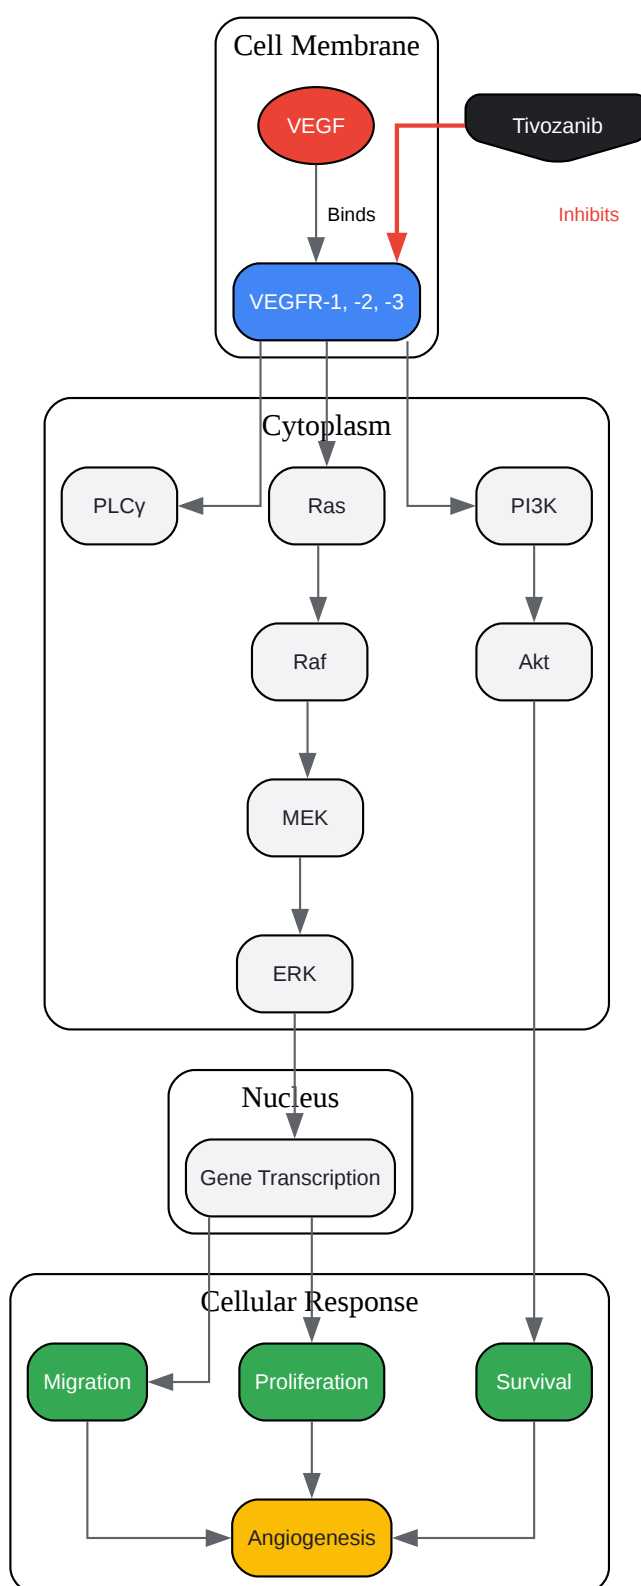 Cell Membrane
VEGF
Tivozanib
Binds
Inhibits
VEGFR-1, -2, -3
Cytoplasm
PLCγ
Ras
PI3K
Raf
Akt
MEK
ERK
Nucleus
Gene Transcription
Cellular Response
Migration
Proliferation
Survival
Angiogenesis